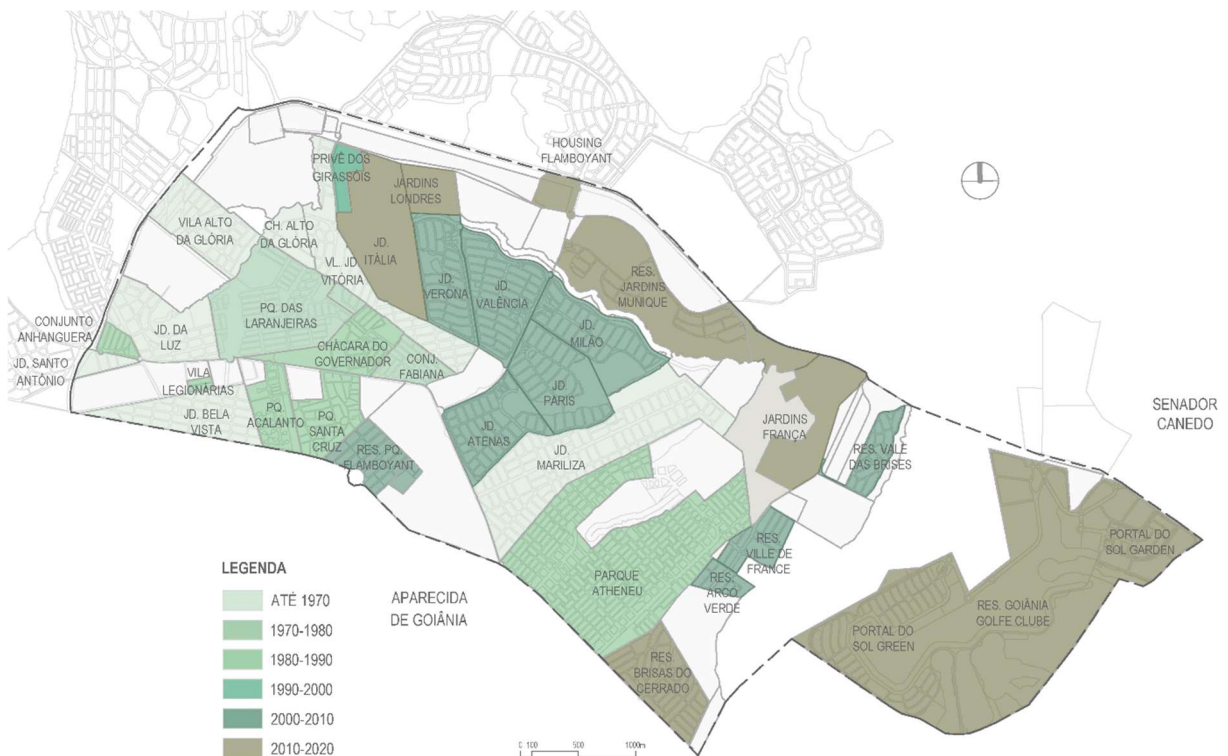 HOUSING
FLAMBOYANT
PRIVÊ DOS
GIRASSÓIS
JARDINS
LONDRES
VILA ALTO
DA GLÓRIA
CH. ALTO
DA GLÓRIA
VL. JD.
VITÓRIA
JD.
ITÁLIA
JD.
VERONA
JD.
VALÊNCIA
RES.
JARDINS
MUNIQUE
CONJUNTO
ANHANGUERA
JD. DA
LUZ
PQ. DAS
LARANJEIRAS
JD.
MILÃO
JD. SANTO
ANTÔNIO
VILA
LEGIONÁRIAS
CHÁCARA DO
GOVERNADOR
CONJ.
FABIANA
JD.
PARIS
JD. BELA
VISTA
PQ.
ACALANTO
PQ.
SANTA
CRUZ
RES. PQ.
FLAMBOYANT
JD.
ATENAS
JD.
MARILIZA
JARDINS
FRANÇA
RES. VALE
DAS BRISES
SENADOR
CANEDO
RES.
VILLE DE
FRANCE
RES.
ARCO
VERDE
PARQUE
ATHENEU
PORTAL DO
SOL GARDEN
RES. GOIÂNIA
GOLFE CLUBE
PORTAL DO
SOL GREEN
RES.
BRISAS DO
CERRADO
APARECIDA
DE GOIÂNIA
LEGENDA
ATÉ 1970
1970-1980
1980-1990
1990-2000
2000-2010
2010-2020
0 100 500 1000m